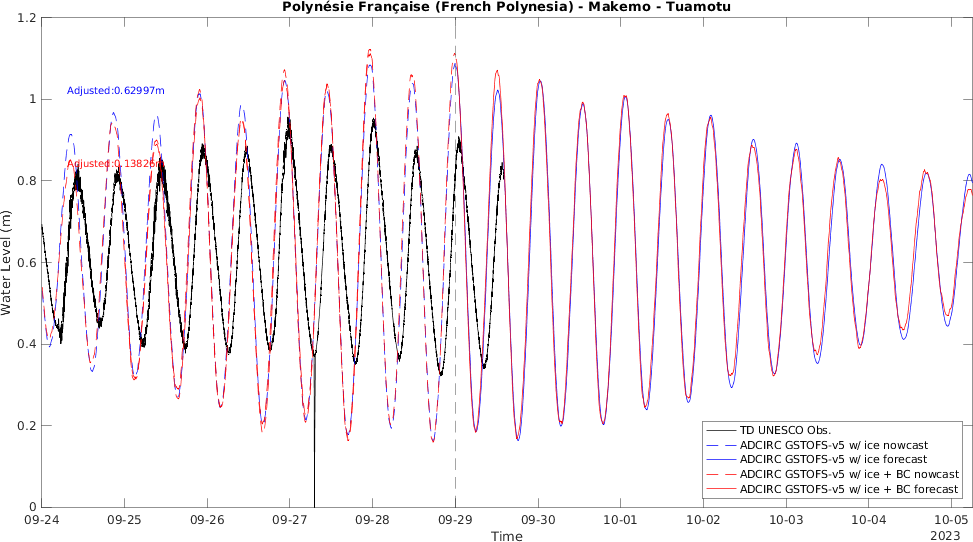 Polynésie Française (French Polynesia) - Makemo - Tuamotu
Water Level (m)
1.2
1
0.8
0.6
0.4
0.2
0
Adjusted:0.62997m
TD UNESCO Obs.
ADCIRC GSTOFS-v5 w/ ice nowcast
ADCIRC GSTOFS-v5 w/ ice forecast
ADCIRC GSTOFS-v5 w/ ice + BC nowcast
ADCIRC GSTOFS-v5 w/ ice + BC forecast
09-24 09-25 09-26 09-27 09-28 09-29 09-30 10-01 10-02 10-03 10-04 10-05
2023
Time